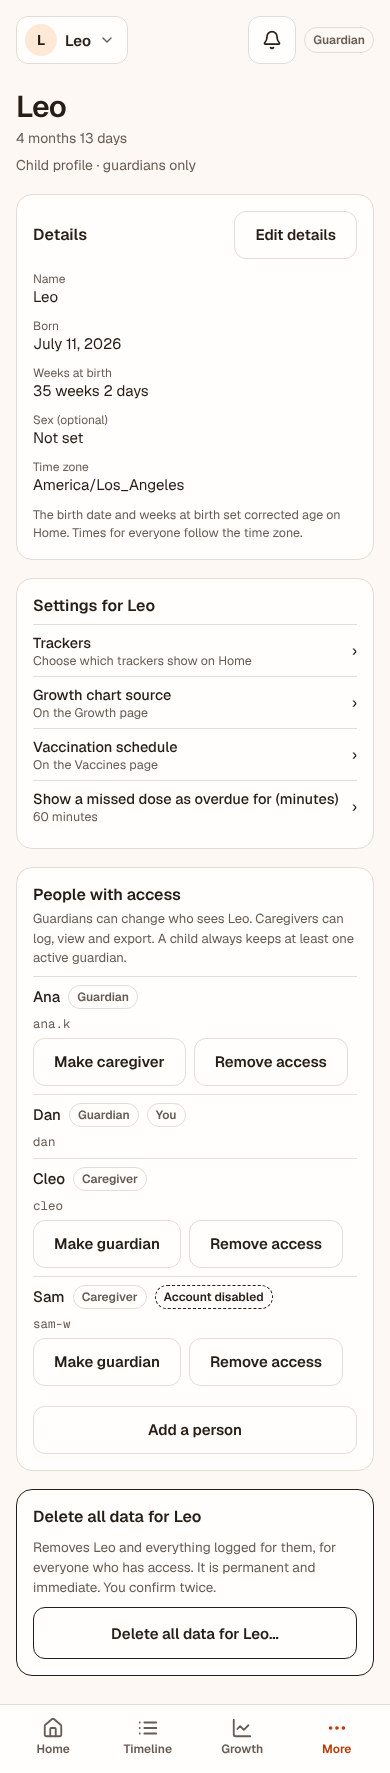 L Leo Guardian
Leo
4 months 13 days
Child profile · guardians only
Details
Edit details
Name
Leo
Born
July 11, 2026
Weeks at birth
35 weeks 2 days
Sex (optional)
Not set
Time zone
America/Los_Angeles
The birth date and weeks at birth set corrected age on
Home. Times for everyone follow the time zone.
Settings for Leo
Trackers
Choose which trackers show on Home
Growth chart source
On the Growth page
Vaccination schedule
On the Vaccines page
Show a missed dose as overdue for (minutes)
60 minutes
People with access
Guardians can change who sees Leo. Caregivers can
log, view and export. A child always keeps at least one
active guardian.
Ana Guardian
ana.k
Make caregiver Remove access
Dan Guardian You
dan
Cleo Caregiver
cleo
Make guardian Remove access
Sam Caregiver Account disabled
sam-w
Make guardian Remove access
Add a person
Delete all data for Leo
Removes Leo and everything logged for them, for
everyone who has access. It is permanent and
immediate. You confirm twice.
Delete all data for Leo…
Home Timeline Growth More